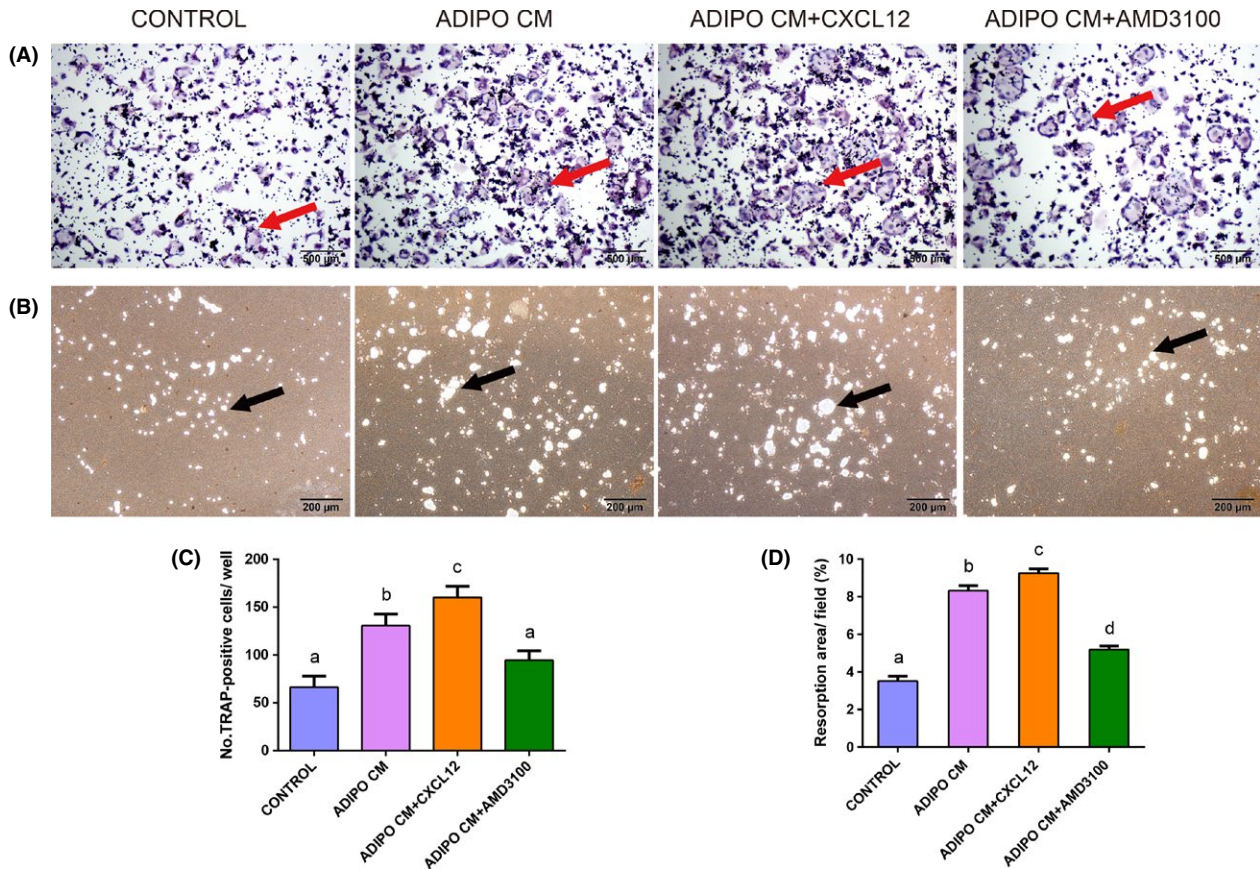 CONTROL
ADIPO CM
ADIPO CM+CXCL12
ADIPO CM+AMD3100
(A)
500 µm
500 µm
500 µm
500 µm
(B)
200 µm
200 µm
200 µm
200 µm
(C)
No.TRAP-positive cells/ well
200
150
100
50
0
a
b
c
a
CONTROL
ADIPO CM
ADIPO CM+CXCL12
ADIPO CM+AMD3100
(D)
Resorption area/ field (%)
10
8
6
4
2
0
a
b
c
d
CONTROL
ADIPO CM
ADIPO CM+CXCL12
ADIPO CM+AMD3100